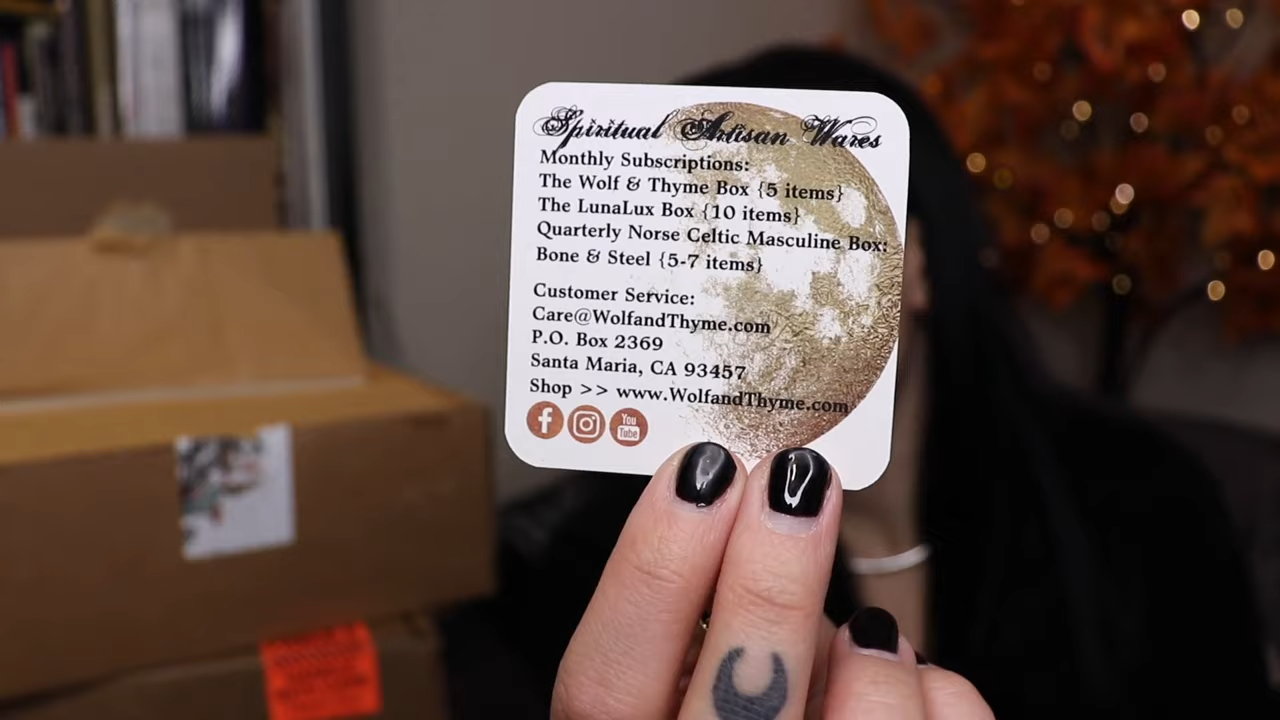 Spiritual Artisan Wares
Monthly Subscriptions:
The Wolf & Thyme Box {5 items}
The LunaLux Box {10 items}
Quarterly Norse Celtic Masculine Box:
Bone & Steel {5-7 items}
Customer Service:
Care@WolfandThyme.com
P.O. Box 2369
Santa Maria, CA 93457
Shop >> www.WolfandThyme.com
f
You
Tube